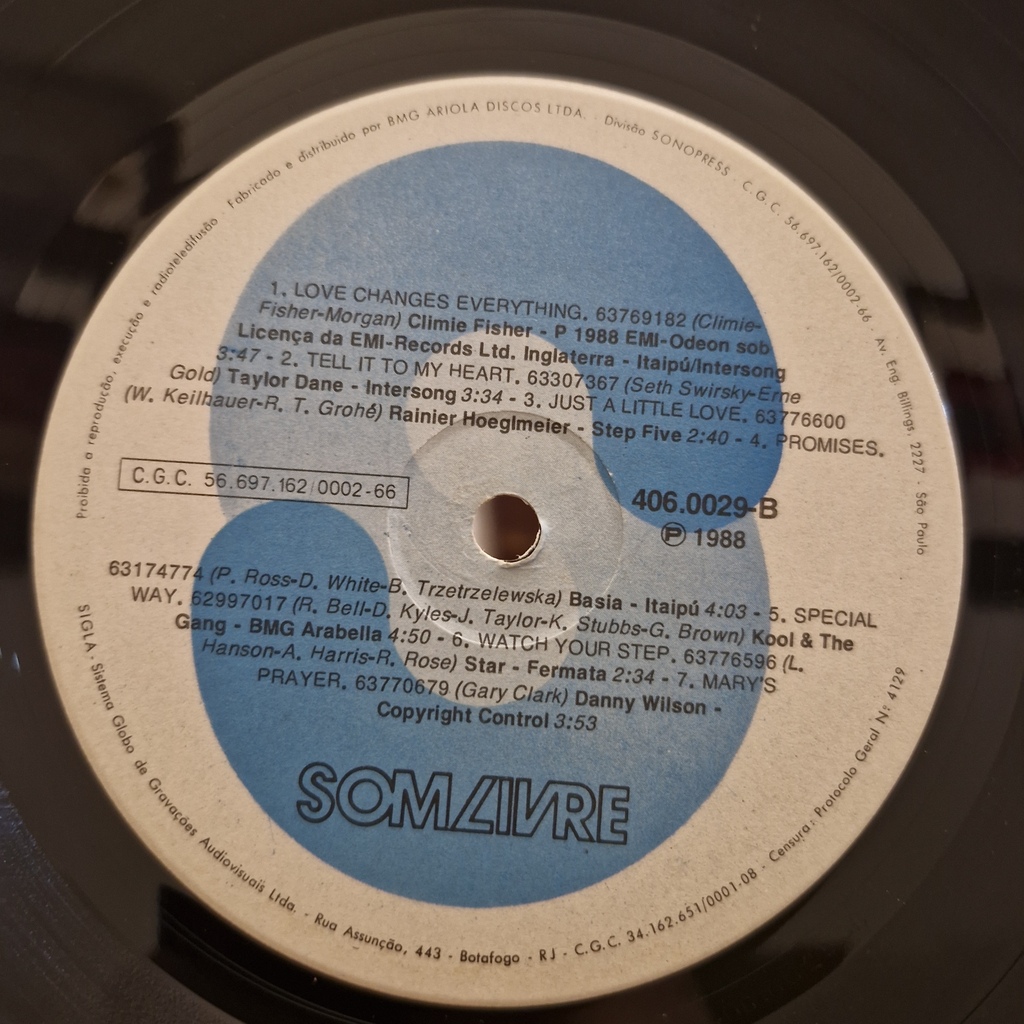 Proibida a reprodução, execução e radioteledifusão · Fabricado e distribuído por BMG ARIOLA DISCOS LTDA. · Divisão SONOPRESS · C.G.C. 56.697.162/0002-66 · Av. Eng. Billings, 2227 · São Paulo
1. LOVE CHANGES EVERYTHING. 63769182 (Climie-
Fisher-Morgan) Climie Fisher - P 1988 EMI-Odeon sob
Licença da EMI-Records Ltd. Inglaterra - Itaipú/Intersong
3:47 - 2. TELL IT TO MY HEART. 63307367 (Seth Swirsky-Erne
Gold) Taylor Dane - Intersong 3:34 - 3. JUST A LITTLE LOVE. 63776600
(W. Keilhauer-R. T. Grohé) Rainier Hoeglmeier - Step Five 2:40 - 4. PROMISES.
C.G.C. 56.697.162/0002-66
406.0029-B
Ⓟ 1988
63174774 (P. Ross-D. White-B. Trzetrzelewska) Basia - Itaipú 4:03 - 5. SPECIAL
WAY. 62997017 (R. Bell-D. Kyles-J. Taylor-K. Stubbs-G. Brown) Kool & The
Gang - BMG Arabella 4:50 - 6. WATCH YOUR STEP. 63776596 (L.
Hanson-A. Harris-R. Rose) Star - Fermata 2:34 - 7. MARY'S
PRAYER. 63770679 (Gary Clark) Danny Wilson -
Copyright Control 3:53
SOM LIVRE
SIGLA · Sistema Globo de Gravações Audiovisuais Ltda. · Rua Assunção, 443 - Botafogo - RJ - C.G.C. 34.162.651/0001-08 · Censura: Protocolo Geral Nº 4129